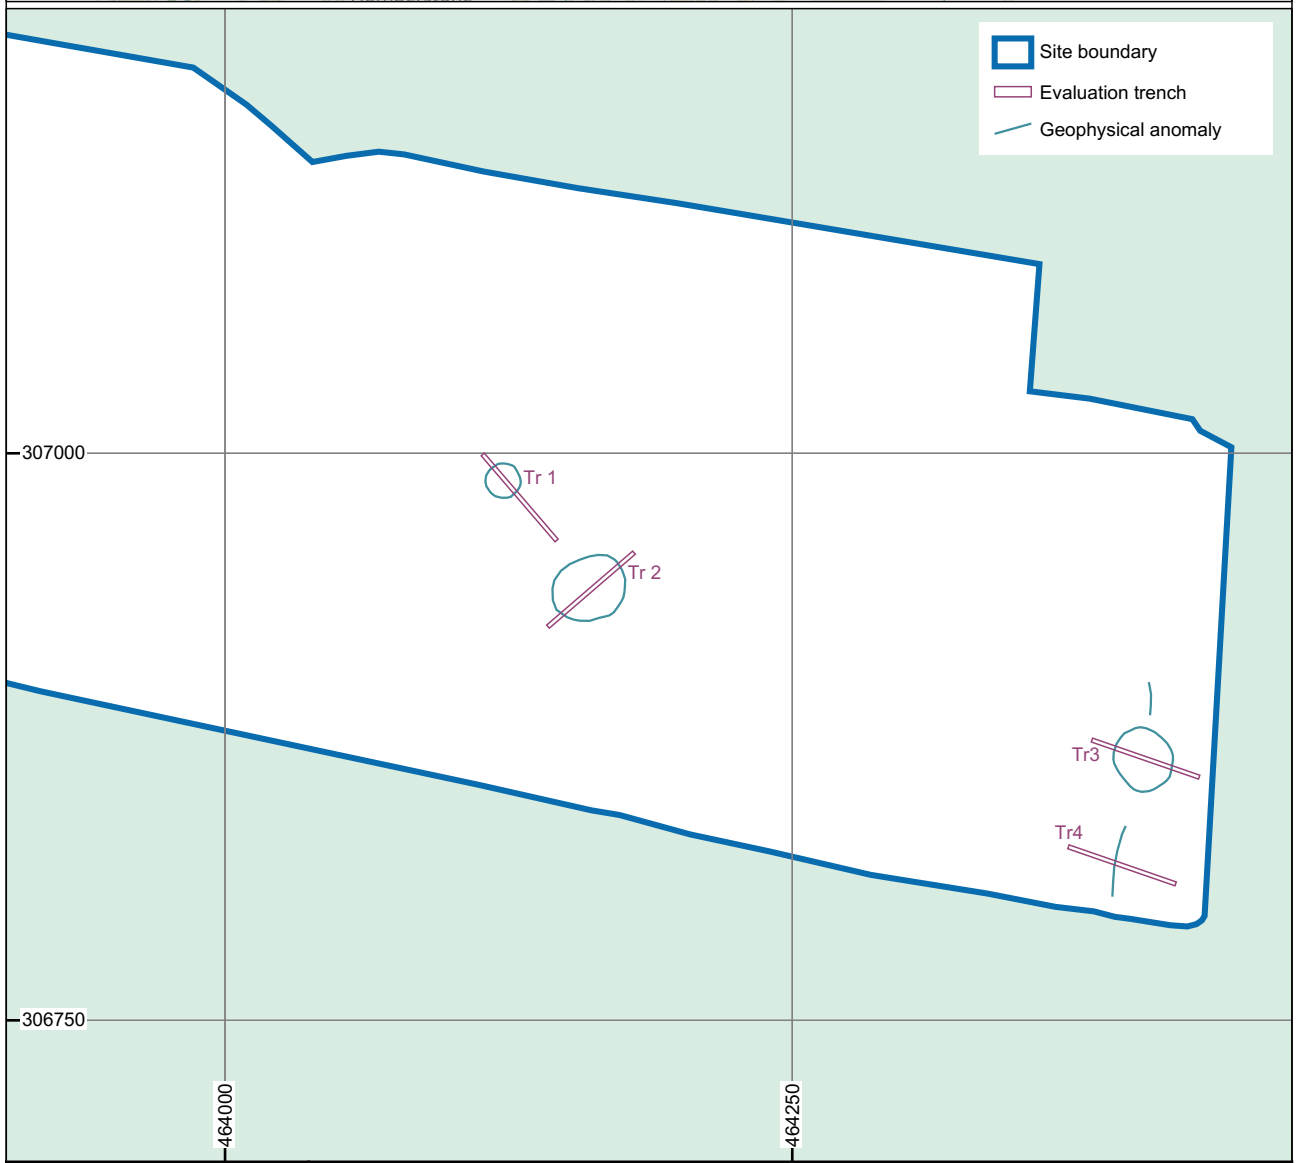 Site boundary
Evaluation trench
Geophysical anomaly
307000
Tr 1
Tr 2
Tr3
Tr4
306750
464000
464250